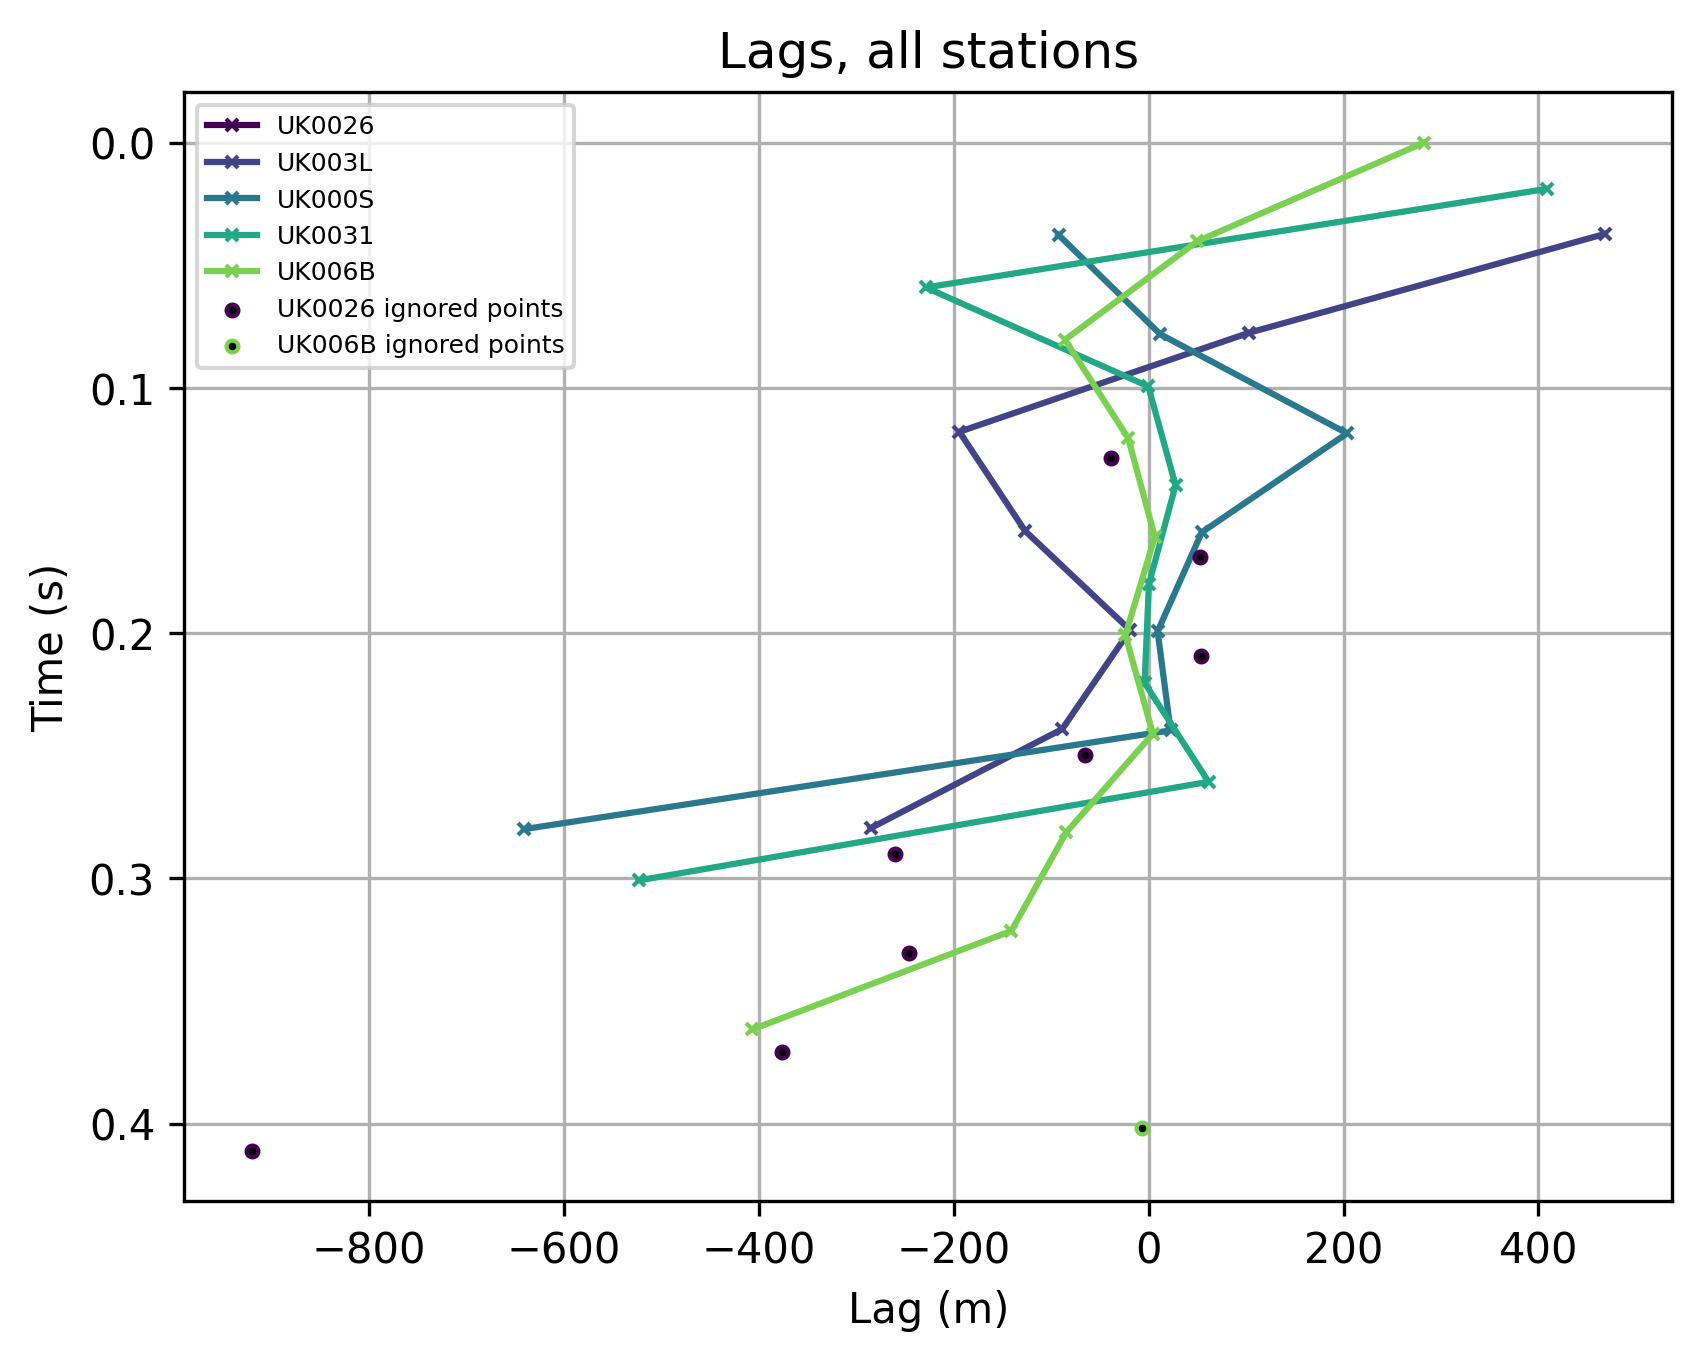 Lags, all stations
UK0026
UK003L
UK000S
UK0031
UK006B
UK0026 ignored points
UK006B ignored points
0.0
0.1
0.2
0.3
0.4
Time (s)
−800 −600 −400 −200 0 200 400
Lag (m)